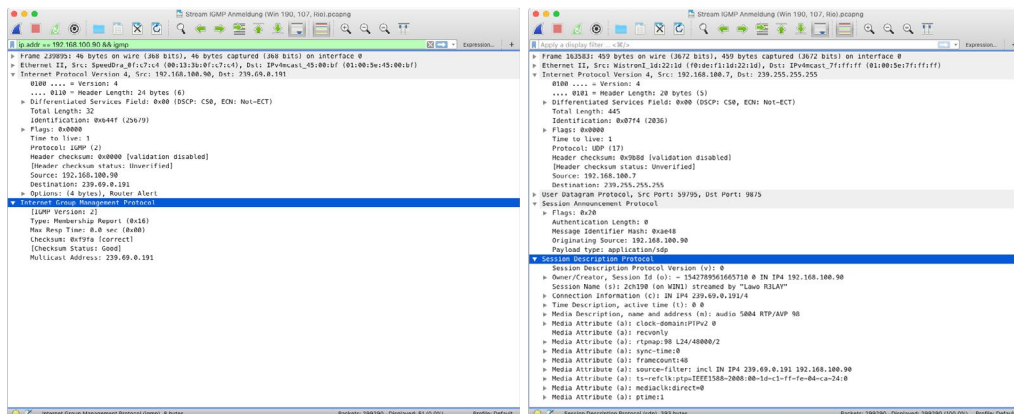 Stream IGMP Anmeldung (Win 190, 107, Rio).pcapng
ip.addr == 192.168.100.90 && igmp
Expression...
+
Frame 239895: 46 bytes on wire (368 bits), 46 bytes captured (368 bits) on interface 0
Ethernet II, Src: SpeedDra_0f:c7:c4 (00:13:3b:0f:c7:c4), Dst: IPv4mcast_45:00:bf (01:00:5e:45:00:bf)
Internet Protocol Version 4, Src: 192.168.100.90, Dst: 239.69.0.191
0100 .... = Version: 4
.... 0110 = Header Length: 24 bytes (6)
Differentiated Services Field: 0x00 (DSCP: CS0, ECN: Not-ECT)
Total Length: 32
Identification: 0x644f (25679)
Flags: 0x0000
Time to live: 1
Protocol: IGMP (2)
Header checksum: 0x0000 [validation disabled]
[Header checksum status: Unverified]
Source: 192.168.100.90
Destination: 239.69.0.191
Options: (4 bytes), Router Alert
Internet Group Management Protocol
[IGMP Version: 2]
Type: Membership Report (0x16)
Max Resp Time: 0.0 sec (0x00)
Checksum: 0xf9fa [correct]
[Checksum Status: Good]
Multicast Address: 239.69.0.191
Internet Group Management Protocol (igmp), 8 bytes
Profile: Default
Stream IGMP Anmeldung (Win 190, 107, Rio).pcapng
Apply a display filter ... <⌘/>
Expression...
+
Frame 163583: 459 bytes on wire (3672 bits), 459 bytes captured (3672 bits) on interface 0
Ethernet II, Src: WistronI_1d:22:1d (f0:de:f1:1d:22:1d), Dst: IPv4mcast_7f:ff:ff (01:00:5e:7f:ff:ff)
Internet Protocol Version 4, Src: 192.168.100.7, Dst: 239.255.255.255
0100 .... = Version: 4
.... 0101 = Header Length: 20 bytes (5)
Differentiated Services Field: 0x00 (DSCP: CS0, ECN: Not-ECT)
Total Length: 445
Identification: 0x07f4 (2036)
Flags: 0x0000
Time to live: 1
Protocol: UDP (17)
Header checksum: 0x9b8d [validation disabled]
[Header checksum status: Unverified]
Source: 192.168.100.7
Destination: 239.255.255.255
User Datagram Protocol, Src Port: 59795, Dst Port: 9875
Session Announcement Protocol
Flags: 0x20
Authentication Length: 0
Message Identifier Hash: 0xae48
Originating Source: 192.168.100.90
Payload type: application/sdp
Session Description Protocol
Session Description Protocol Version (v): 0
Owner/Creator, Session Id (o): - 1542789561665710 0 IN IP4 192.168.100.90
Session Name (s): 2ch190 (on WIN1) streamed by "Lawo R3LAY"
Connection Information (c): IN IP4 239.69.0.191/4
Time Description, active time (t): 0 0
Media Description, name and address (m): audio 5004 RTP/AVP 98
Media Attribute (a): clock-domain:PTPv2 0
Media Attribute (a): recvonly
Media Attribute (a): rtpmap:98 L24/48000/2
Media Attribute (a): sync-time:0
Media Attribute (a): framecount:48
Media Attribute (a): source-filter: incl IN IP4 239.69.0.191 192.168.100.90
Media Attribute (a): ts-refclk:ptp=IEEE1588-2008:00-1d-c1-ff-fe-04-ca-24:0
Media Attribute (a): mediaclk:direct=0
Media Attribute (a): ptime:1
Profile: Default